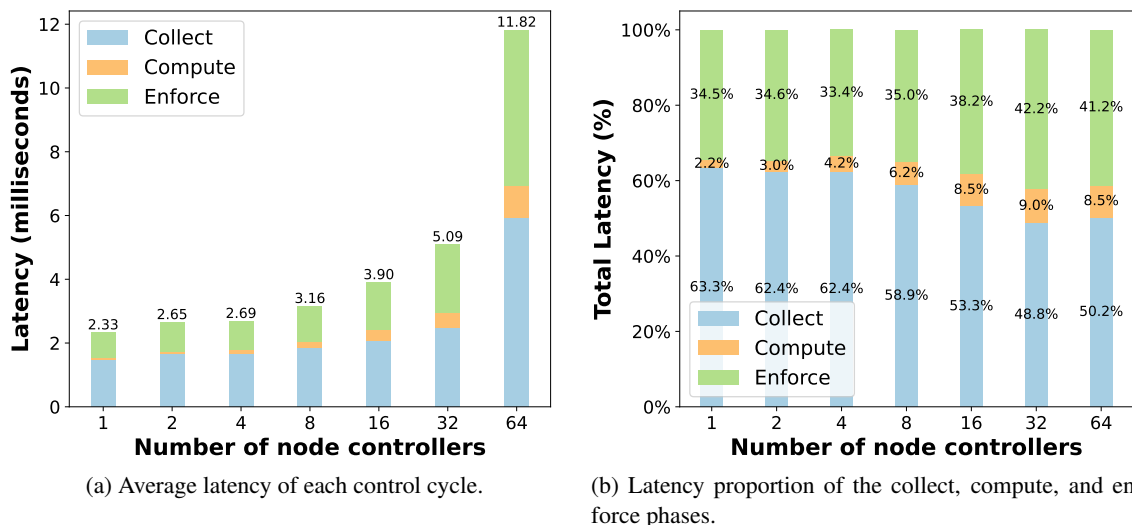 12
10
8
6
4
2
0
Latency (milliseconds)
Collect
Compute
Enforce
2.33
2.65
2.69
3.16
3.90
5.09
11.82
1 2 4 8 16 32 64
Number of node controllers
(a) Average latency of each control cycle.
100%
80%
60%
40%
20%
0%
Total Latency (%)
34.5% 34.6% 33.4% 35.0% 38.2% 42.2% 41.2%
2.2% 3.0% 4.2% 6.2% 8.5% 9.0% 8.5%
63.3% 62.4% 62.4% 58.9% 53.3% 48.8% 50.2%
Collect
Compute
Enforce
1 2 4 8 16 32 64
Number of node controllers
(b) Latency proportion of the collect, compute, and en
force phases.